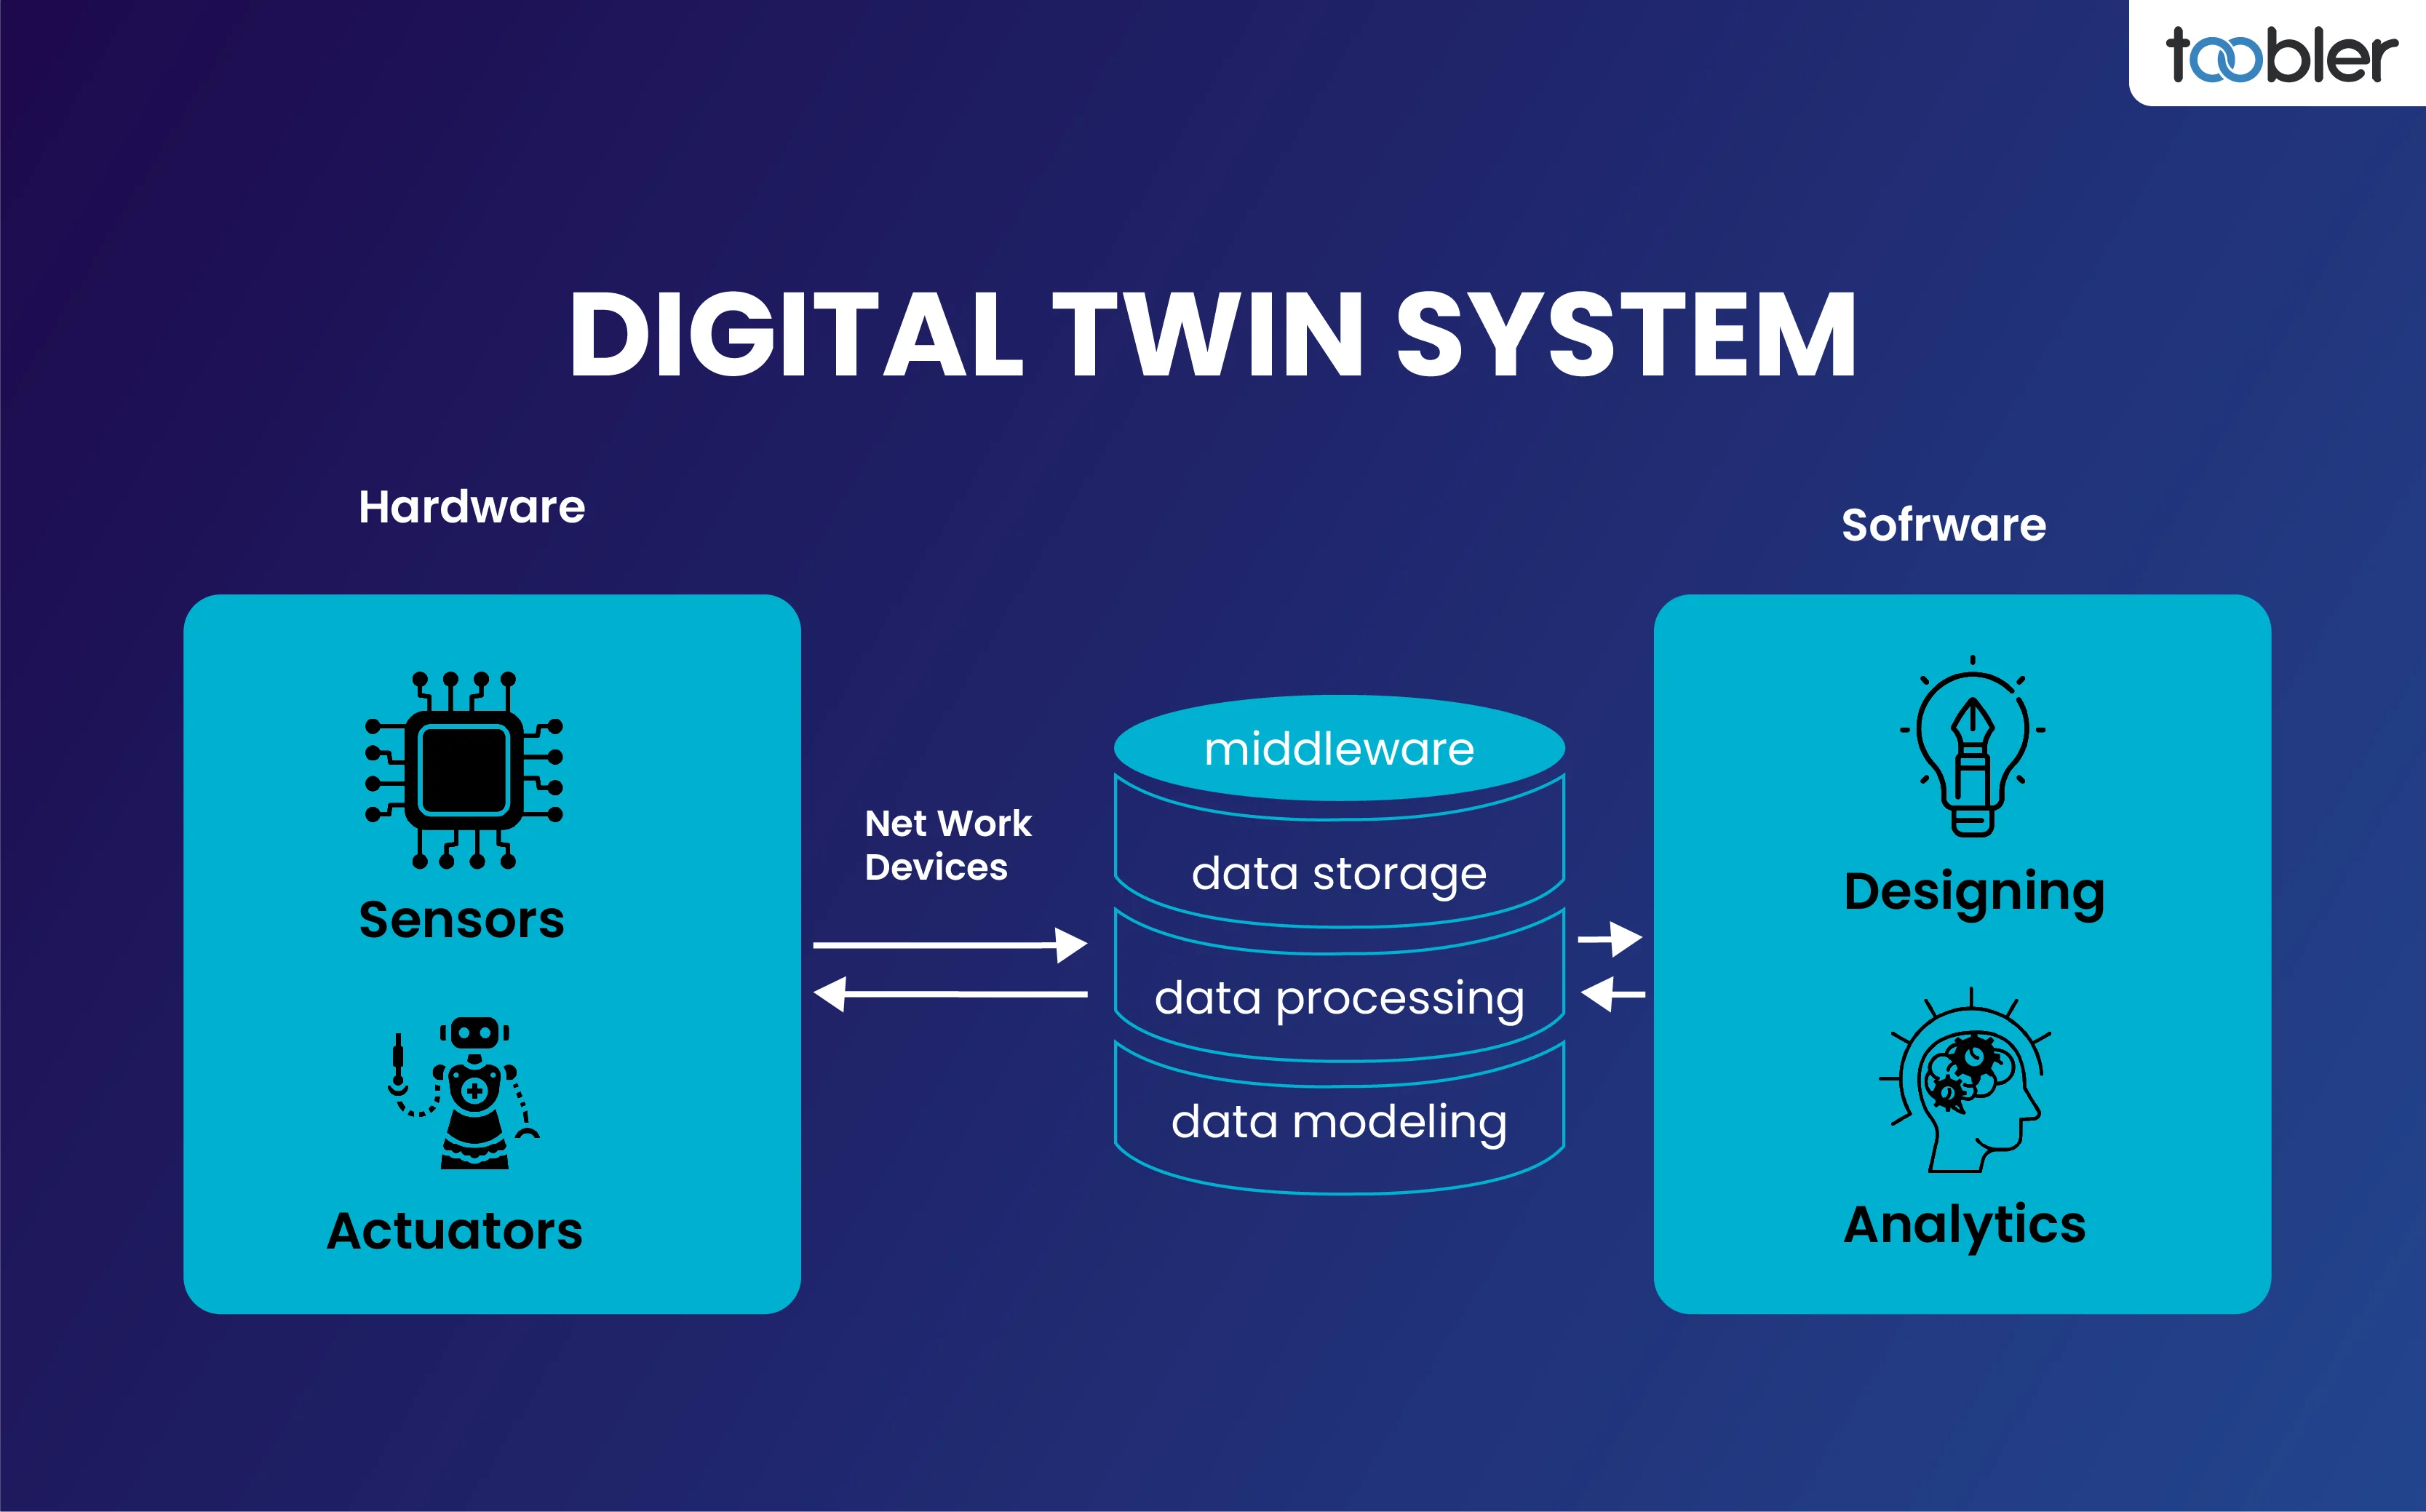 toobler
DIGITAL TWIN SYSTEM
Hardware
Sofrware
Sensors
Actuators
Net Work
Devices
middleware
data storage
data processing
data modeling
Designing
Analytics